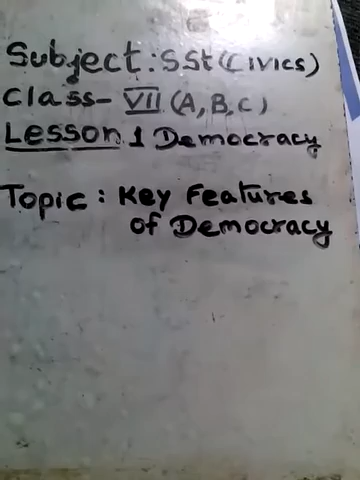 Subject: SSt (Civics)
Class- VII (A, B, C)
Lesson 1 Democracy
Topic: Key Features
of Democracy